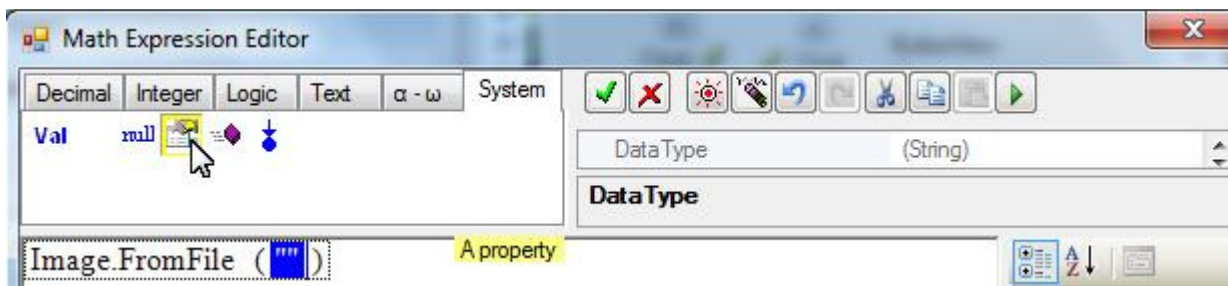 Math Expression Editor
Decimal Integer Logic Text α - ω System
Val null
DataType (String)
DataType
Image.FromFile ("")
A property